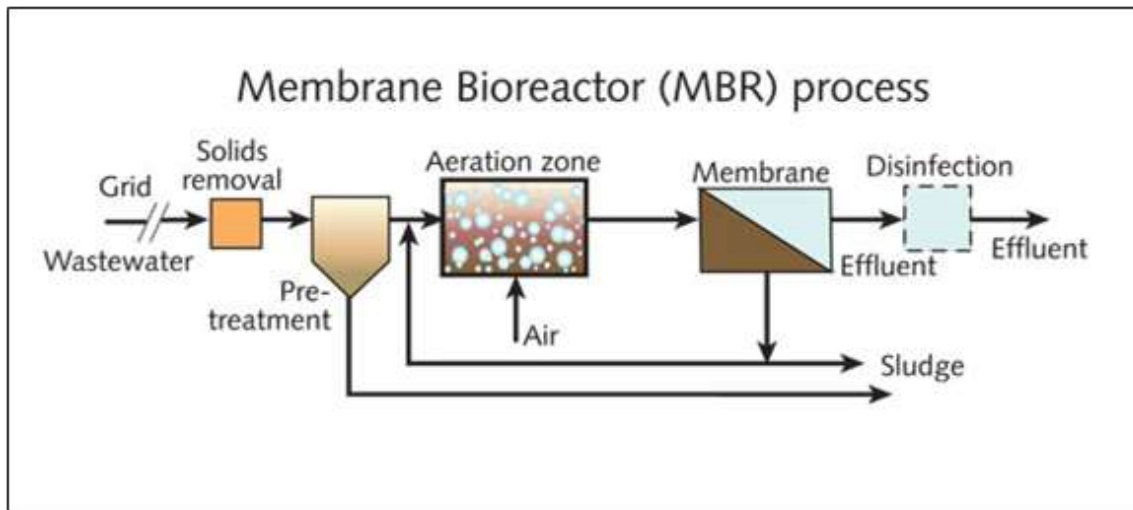 Membrane Bioreactor (MBR) process
Solids
removal
Aeration zone
Membrane
Disinfection
Grid
Wastewater
Pre-
treatment
Air
Effluent
Effluent
Sludge